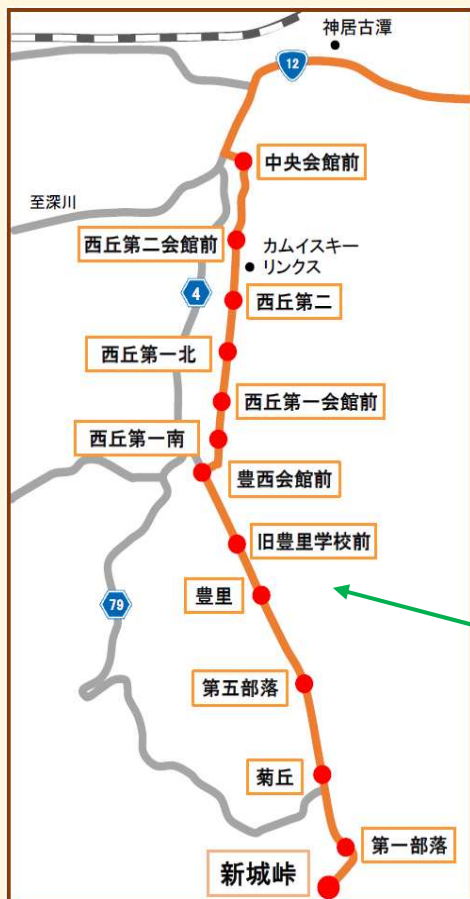 神居古潭
12
中央会館前
至深川
西丘第二会館前
カムイスキー
リンクス
4
西丘第二
西丘第一北
西丘第一会館前
西丘第一南
豊西会館前
旧豊里学校前
豊里
79
第五部落
菊丘
第一部落
新城峠